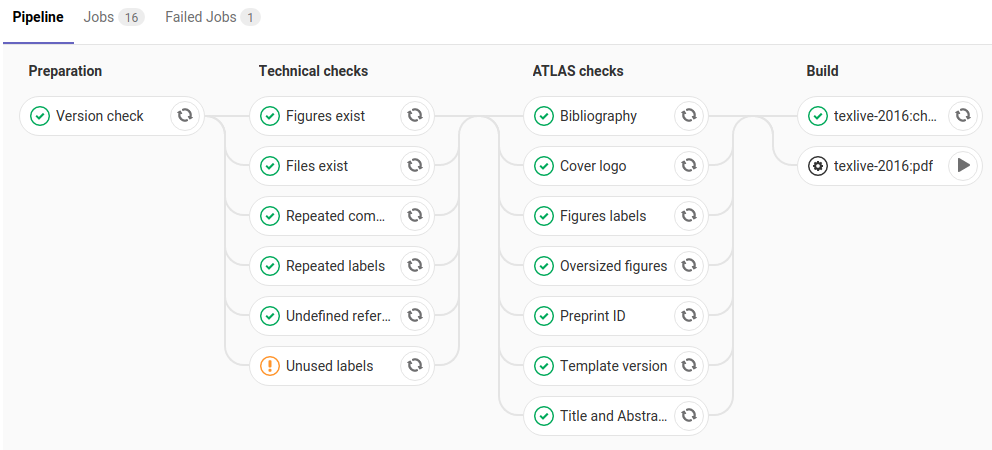 Pipeline Jobs 16 Failed Jobs 1
Preparation Technical checks ATLAS checks Build
Version check Figures exist Bibliography texlive-2016:ch...
Files exist Cover logo texlive-2016:pdf
Repeated com... Figures labels
Repeated labels Oversized figures
Undefined refer... Preprint ID
Unused labels Template version
Title and Abstra...